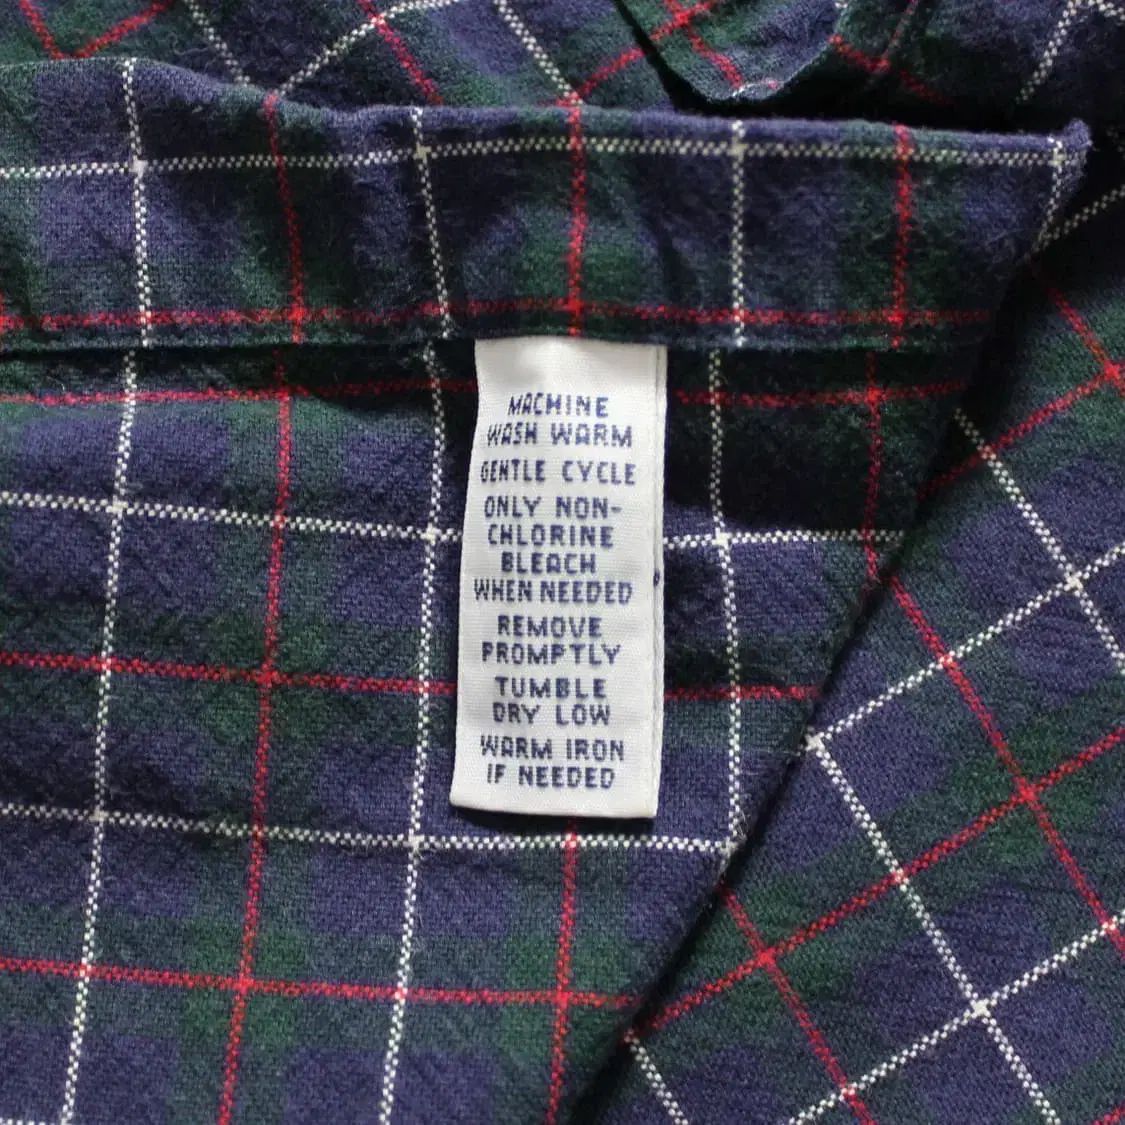 MACHINE
WASH WARM
GENTLE CYCLE
ONLY NON-
CHLORINE
BLEACH
WHEN NEEDED
REMOVE
PROMPTLY
TUMBLE
DRY LOW
WARM IRON
IF NEEDED